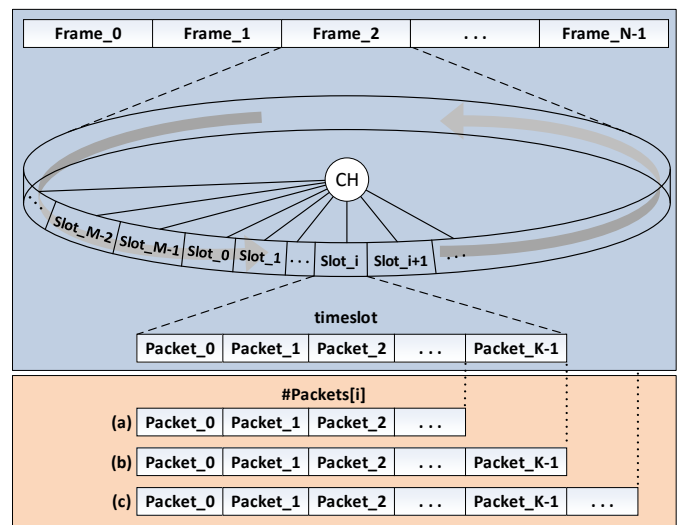 Frame_0 Frame_1 Frame_2 . . . Frame_N-1
CH
. . . Slot_M-2 Slot_M-1 Slot_0 Slot_1 . . . Slot_i Slot_i+1 . . .
timeslot
Packet_0 Packet_1 Packet_2 . . . Packet_K-1
#Packets[i]
(a) Packet_0 Packet_1 Packet_2 . . .
(b) Packet_0 Packet_1 Packet_2 . . . Packet_K-1
(c) Packet_0 Packet_1 Packet_2 . . . Packet_K-1 . . .